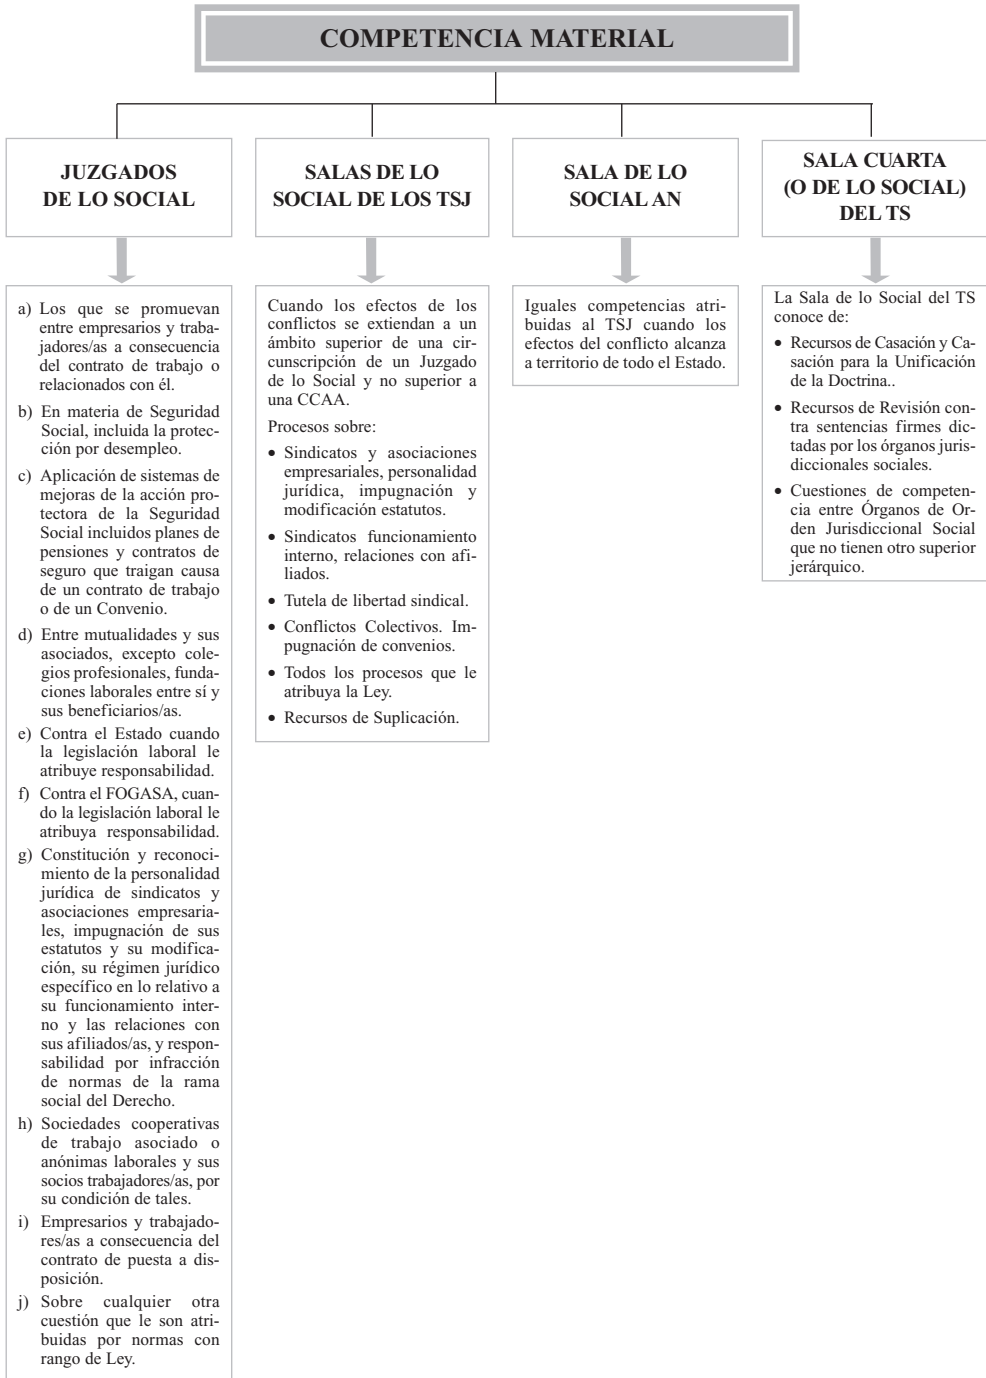 COMPETENCIA MATERIAL
JUZGADOS
DE LO SOCIAL
a) Los que se promuevan
entre empresarios y traba-
jadores/as a consecuencia
del contrato de trabajo o
relacionados con él.
b) En materia de Seguridad
Social, incluida la protec-
ción por desempleo.
c) Aplicación de sistemas de
mejoras de la acción pro-
tectora de la Seguridad
Social incluidos planes de
pensiones y contratos de
seguro que traigan causa
de un contrato de trabajo
o de un Convenio.
d) Entre mutualidades y sus
asociados, excepto cole-
gios profesionales, funda-
ciones laborales entre sí y
sus beneficiarios/as.
e) Contra el Estado cuando
la legislación laboral le
atribuye responsabilidad.
f) Contra el FOGASA, cuan-
do la legislación laboral le
atribuya responsabilidad.
g) Constitución y reconoci-
miento de la personalidad
jurídica de sindicatos y
asociaciones empresaria-
les, impugnación de sus
estatutos y su modifica-
ción, su régimen jurídico
específico en lo relativo a
su funcionamiento inter-
no y las relaciones con
sus afiliados/as, y respon-
sabilidad por infracción
de normas de la rama
social del Derecho.
h) Sociedades cooperativas
de trabajo asociado o
anónimas laborales y sus
socios trabajadores/as, por
su condición de tales.
i) Empresarios y trabajado-
res/as a consecuencia del
contrato de puesta a dis-
posición.
j) Sobre cualquier otra
cuestión que le son atri-
buidas por normas con
rango de Ley.
SALAS DE LO
SOCIAL DE LOS TSJ
Cuando los efectos de los
conflictos se extiendan a un
ámbito superior de una cir-
cunscripción de un Juzgado
de lo Social y no superior a
una CCAA.
Procesos sobre:
• Sindicatos y asociaciones
empresariales, personalidad
jurídica, impugnación y
modificación estatutos.
• Sindicatos funcionamiento
interno, relaciones con afi-
liados.
• Tutela de libertad sindical.
• Conflictos Colectivos. Im-
pugnación de convenios.
• Todos los procesos que le
atribuya la Ley.
• Recursos de Suplicación.
SALA DE LO
SOCIAL AN
Iguales competencias atri-
buidas al TSJ cuando los
efectos del conflicto alcanza
a territorio de todo el Estado.
SALA CUARTA
(O DE LO SOCIAL)
DEL TS
La Sala de lo Social del TS
conoce de:
• Recursos de Casación y Ca-
sación para la Unificación
de la Doctrina..
• Recursos de Revisión con-
tra sentencias firmes dic-
tadas por los órganos juris-
diccionales sociales.
• Cuestiones de competen-
cia entre Órganos de Or-
den Jurisdiccional Social
que no tienen otro superior
jerárquico.